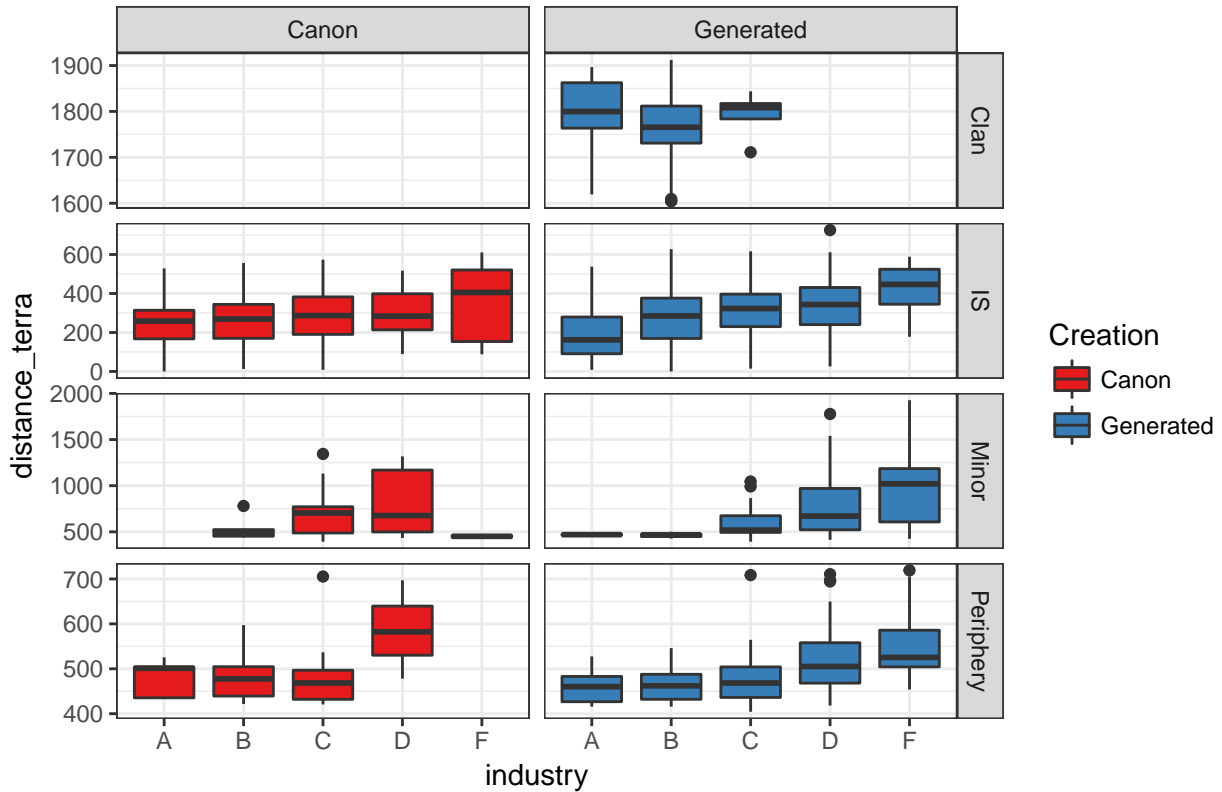 Canon Generated
1900
1800
1700
1600
Clan
600
400
200
0
IS
2000
1500
1000
500
Minor
700
600
500
400
Periphery
A B C D F A B C D F
industry
distance_terra
Creation
Canon
Generated